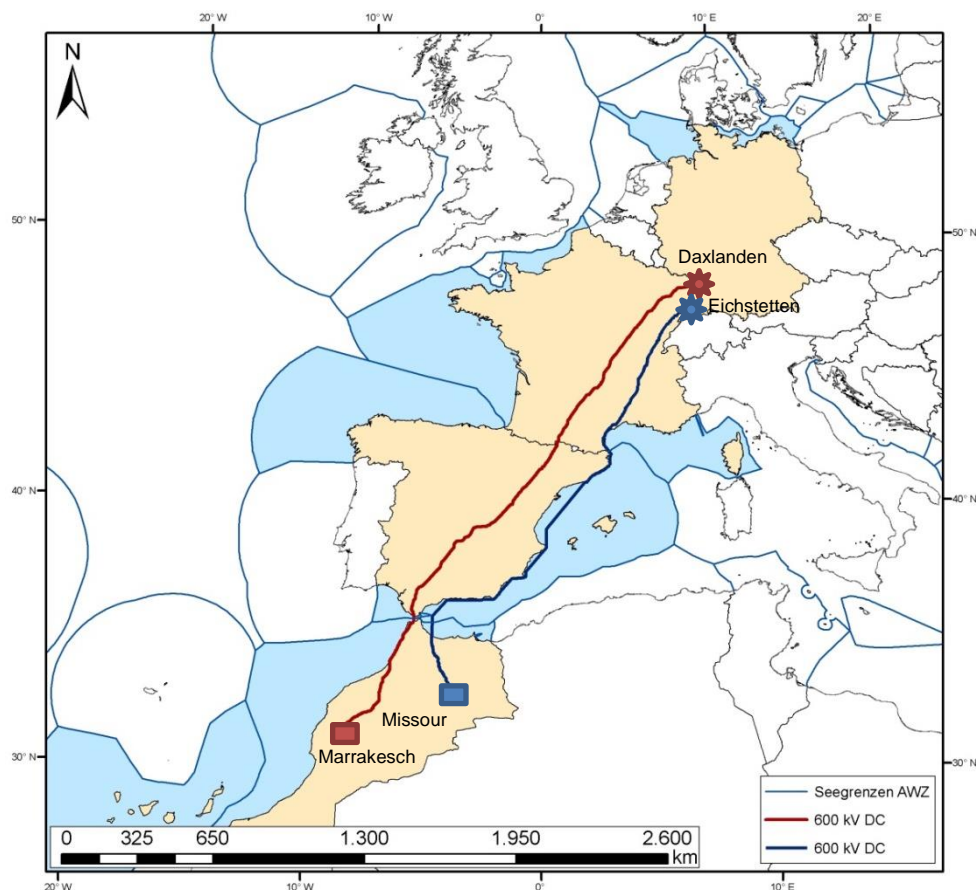 20° W 10° W 0° 10° E 20° E
N
50° N
50° N
Daxlanden
Eichstetten
40° N
40° N
Missour
Marrakesch
30° N
30° N
Seegrenzen AWZ
600 kV DC
600 kV DC
0 325 650 1.300 1.950 2.600
km
20° W 10° W 0° 10° E